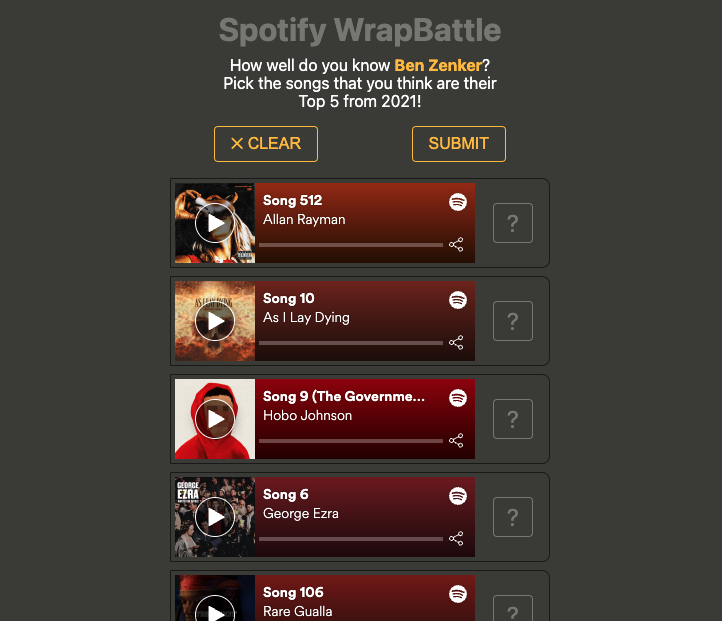 Spotify WrapBattle
How well do you know Ben Zenker?
Pick the songs that you think are their
Top 5 from 2021!
✕ CLEAR
SUBMIT
Song 512
Allan Rayman
?
AS I LAY DYING
Song 10
As I Lay Dying
?
Song 9 (The Governme...
Hobo Johnson
?
GEORGE
EZRA
Song 6
George Ezra
?
Song 106
Rare Gualla
?